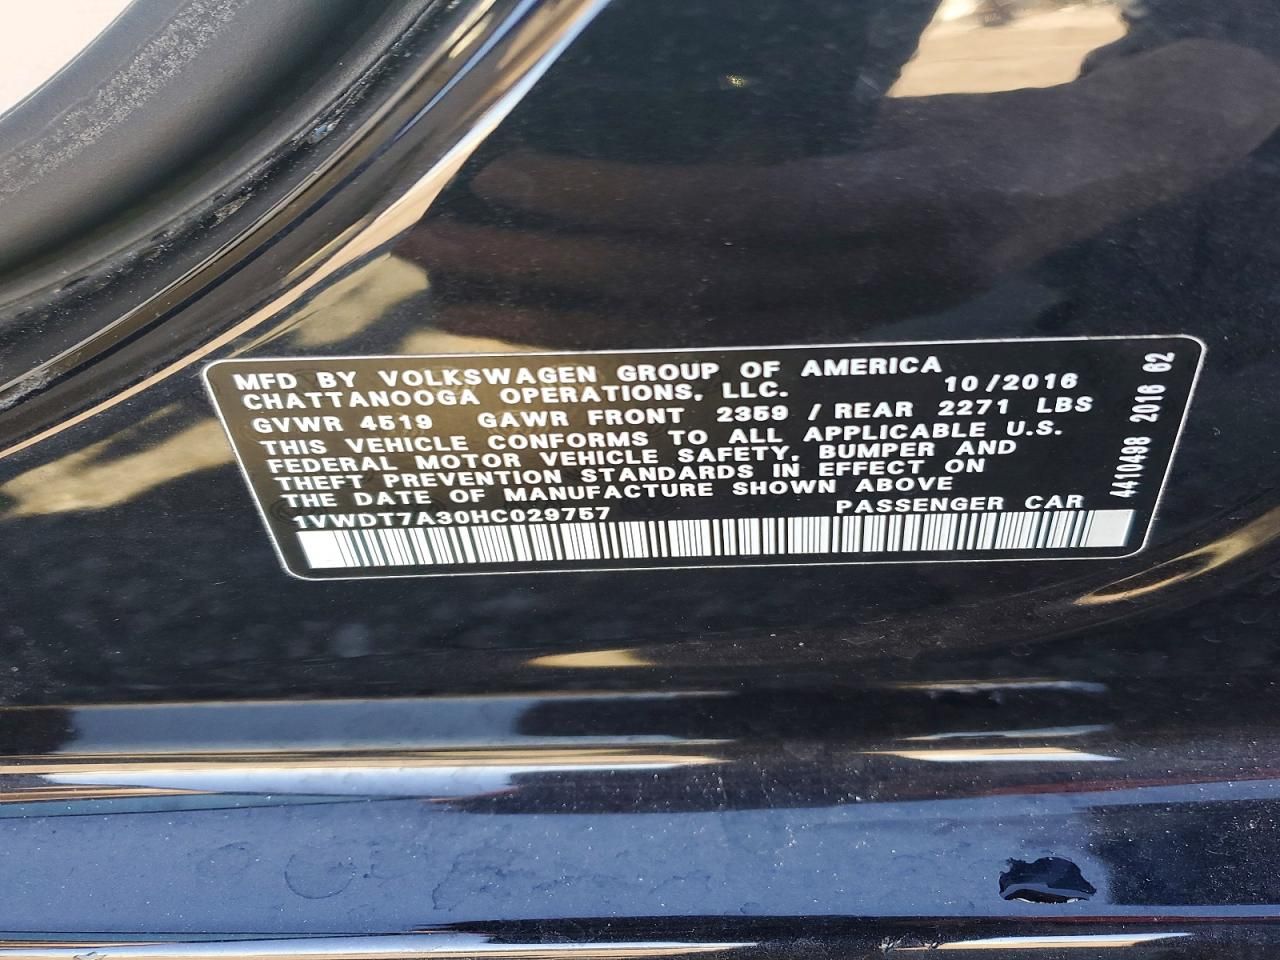 MFD BY VOLKSWAGEN GROUP OF AMERICA
CHATTANOOGA OPERATIONS, LLC. 10/2016
GVWR 4519 GAWR FRONT 2359 / REAR 2271 LBS
THIS VEHICLE CONFORMS TO ALL APPLICABLE U.S.
FEDERAL MOTOR VEHICLE SAFETY, BUMPER AND
THEFT PREVENTION STANDARDS IN EFFECT ON
THE DATE OF MANUFACTURE SHOWN ABOVE
1VWDT7A30HC029757 PASSENGER CAR
4410498 2016 62